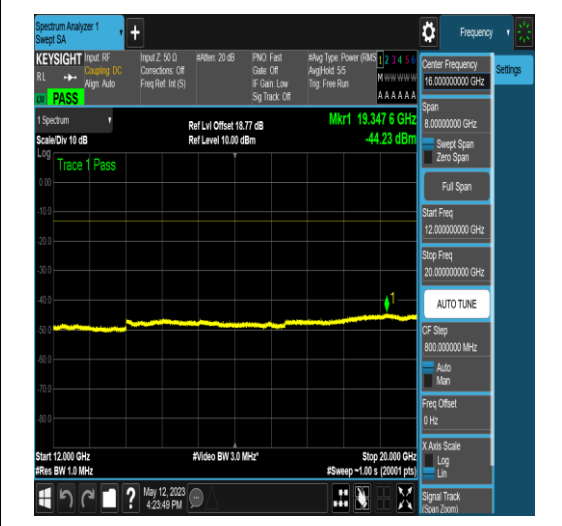 Spectrum Analyzer 1
Swept SA
Frequency
KEYSIGHT
Input: RF
Input Z: 50 Ω
#Atten: 20 dB
PNO: Fast
#Avg Type: Power (RMS
1 2 3 4 5 6
RL
Coupling: DC
Corrections: Off
Gate: Off
Avg|Hold: 5/5
M W W W W W
Align: Auto
Freq Ref: Int (S)
IF Gain: Low
Trig: Free Run
Sig Track: Off
A A A A A A
PASS
1 Spectrum
Ref Lvl Offset 18.77 dB
Mkr1 19.347 6 GHz
Scale/Div 10 dB
Ref Level 10.00 dBm
-44.23 dBm
Log
Trace 1 Pass
0.00
-10.0
-20.0
-30.0
-40.0
1
-50.0
-60.0
-70.0
-80.0
Start 12.000 GHz
#Video BW 3.0 MHz*
Stop 20.000 GHz
#Res BW 1.0 MHz
#Sweep ~1.00 s (20001 pts)
May 12, 2023
4:23:49 PM
Center Frequency
16.000000000 GHz
Settings
Span
8.00000000 GHz
Swept Span
Zero Span
Full Span
Start Freq
12.000000000 GHz
Stop Freq
20.000000000 GHz
AUTO TUNE
CF Step
800.000000 MHz
Auto
Man
Freq Offset
0 Hz
X Axis Scale
Log
Lin
Signal Track
(Span Zoom)